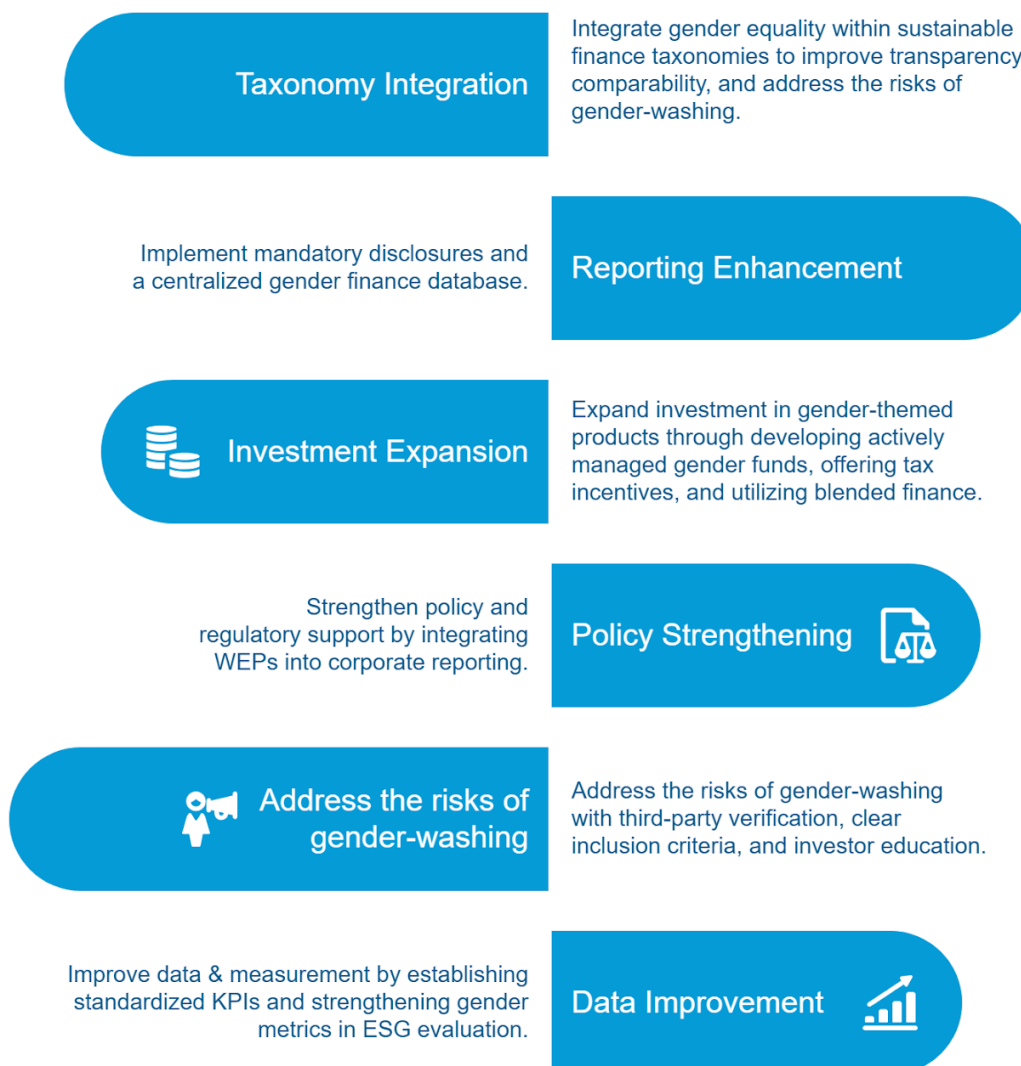 Taxonomy Integration
Integrate gender equality within sustainable
finance taxonomies to improve transparency
comparability, and address the risks of
gender-washing.
Implement mandatory disclosures and
a centralized gender finance database.
Reporting Enhancement
Investment Expansion
Expand investment in gender-themed
products through developing actively
managed gender funds, offering tax
incentives, and utilizing blended finance.
Strengthen policy and
regulatory support by integrating
WEPs into corporate reporting.
Policy Strengthening
Address the risks of
gender-washing
Address the risks of gender-washing
with third-party verification, clear
inclusion criteria, and investor education.
Improve data & measurement by establishing
standardized KPIs and strengthening gender
metrics in ESG evaluation.
Data Improvement